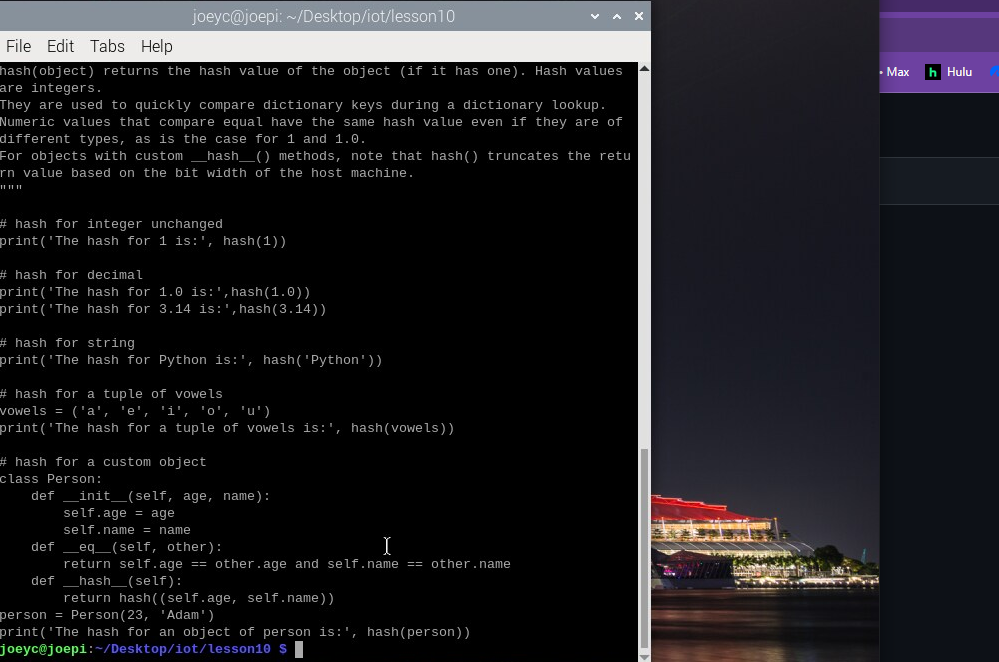 joeyc@joepi: ~/Desktop/iot/lesson10
File Edit Tabs Help
hash(object) returns the hash value of the object (if it has one). Hash values
are integers.
They are used to quickly compare dictionary keys during a dictionary lookup.
Numeric values that compare equal have the same hash value even if they are of
different types, as is the case for 1 and 1.0.
For objects with custom __hash__() methods, note that hash() truncates the retu
rn value based on the bit width of the host machine.
"""
# hash for integer unchanged
print('The hash for 1 is:', hash(1))
# hash for decimal
print('The hash for 1.0 is:',hash(1.0))
print('The hash for 3.14 is:',hash(3.14))
# hash for string
print('The hash for Python is:', hash('Python'))
# hash for a tuple of vowels
vowels = ('a', 'e', 'i', 'o', 'u')
print('The hash for a tuple of vowels is:', hash(vowels))
# hash for a custom object
class Person:
    def __init__(self, age, name):
        self.age = age
        self.name = name
    def __eq__(self, other):
        return self.age == other.age and self.name == other.name
    def __hash__(self):
        return hash((self.age, self.name))
person = Person(23, 'Adam')
print('The hash for an object of person is:', hash(person))
joeyc@joepi:~/Desktop/iot/lesson10 $
Max h Hulu